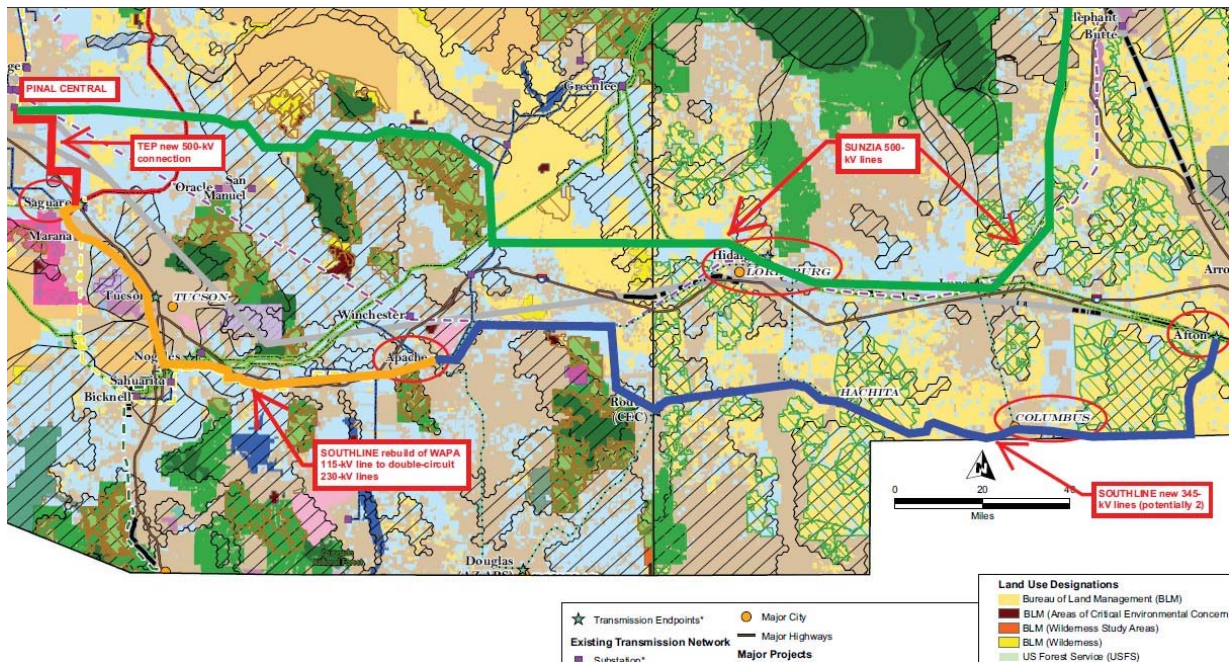 Elephant
Butte
Greenlee
PINAL CENTRAL
TEP new 500-kV
connection
SUNZIA 500-
kV lines
San
Oracle
Manuel
Saguaro
Marana
Tucson
TUCSON
Winchester
LORDSBURG
Afton
Apache
Nogales
Sahuarita
Bicknell
HACHITA
COLUMBUS
(CEC)
N
SOUTHLINE rebuild of WAPA
115-kV line to double-circuit
230-kV lines
SOUTHLINE new 345-
kV lines (potentially 2)
0 20 40
Miles
Douglas
(AZ APS)
Transmission Endpoints*
Existing Transmission Network
Substation*
Major City
Major Highways
Major Projects
Land Use Designations
Bureau of Land Management (BLM)
BLM (Areas of Critical Environmental Concern
BLM (Wilderness Study Areas)
BLM (Wilderness)
US Forest Service (USFS)